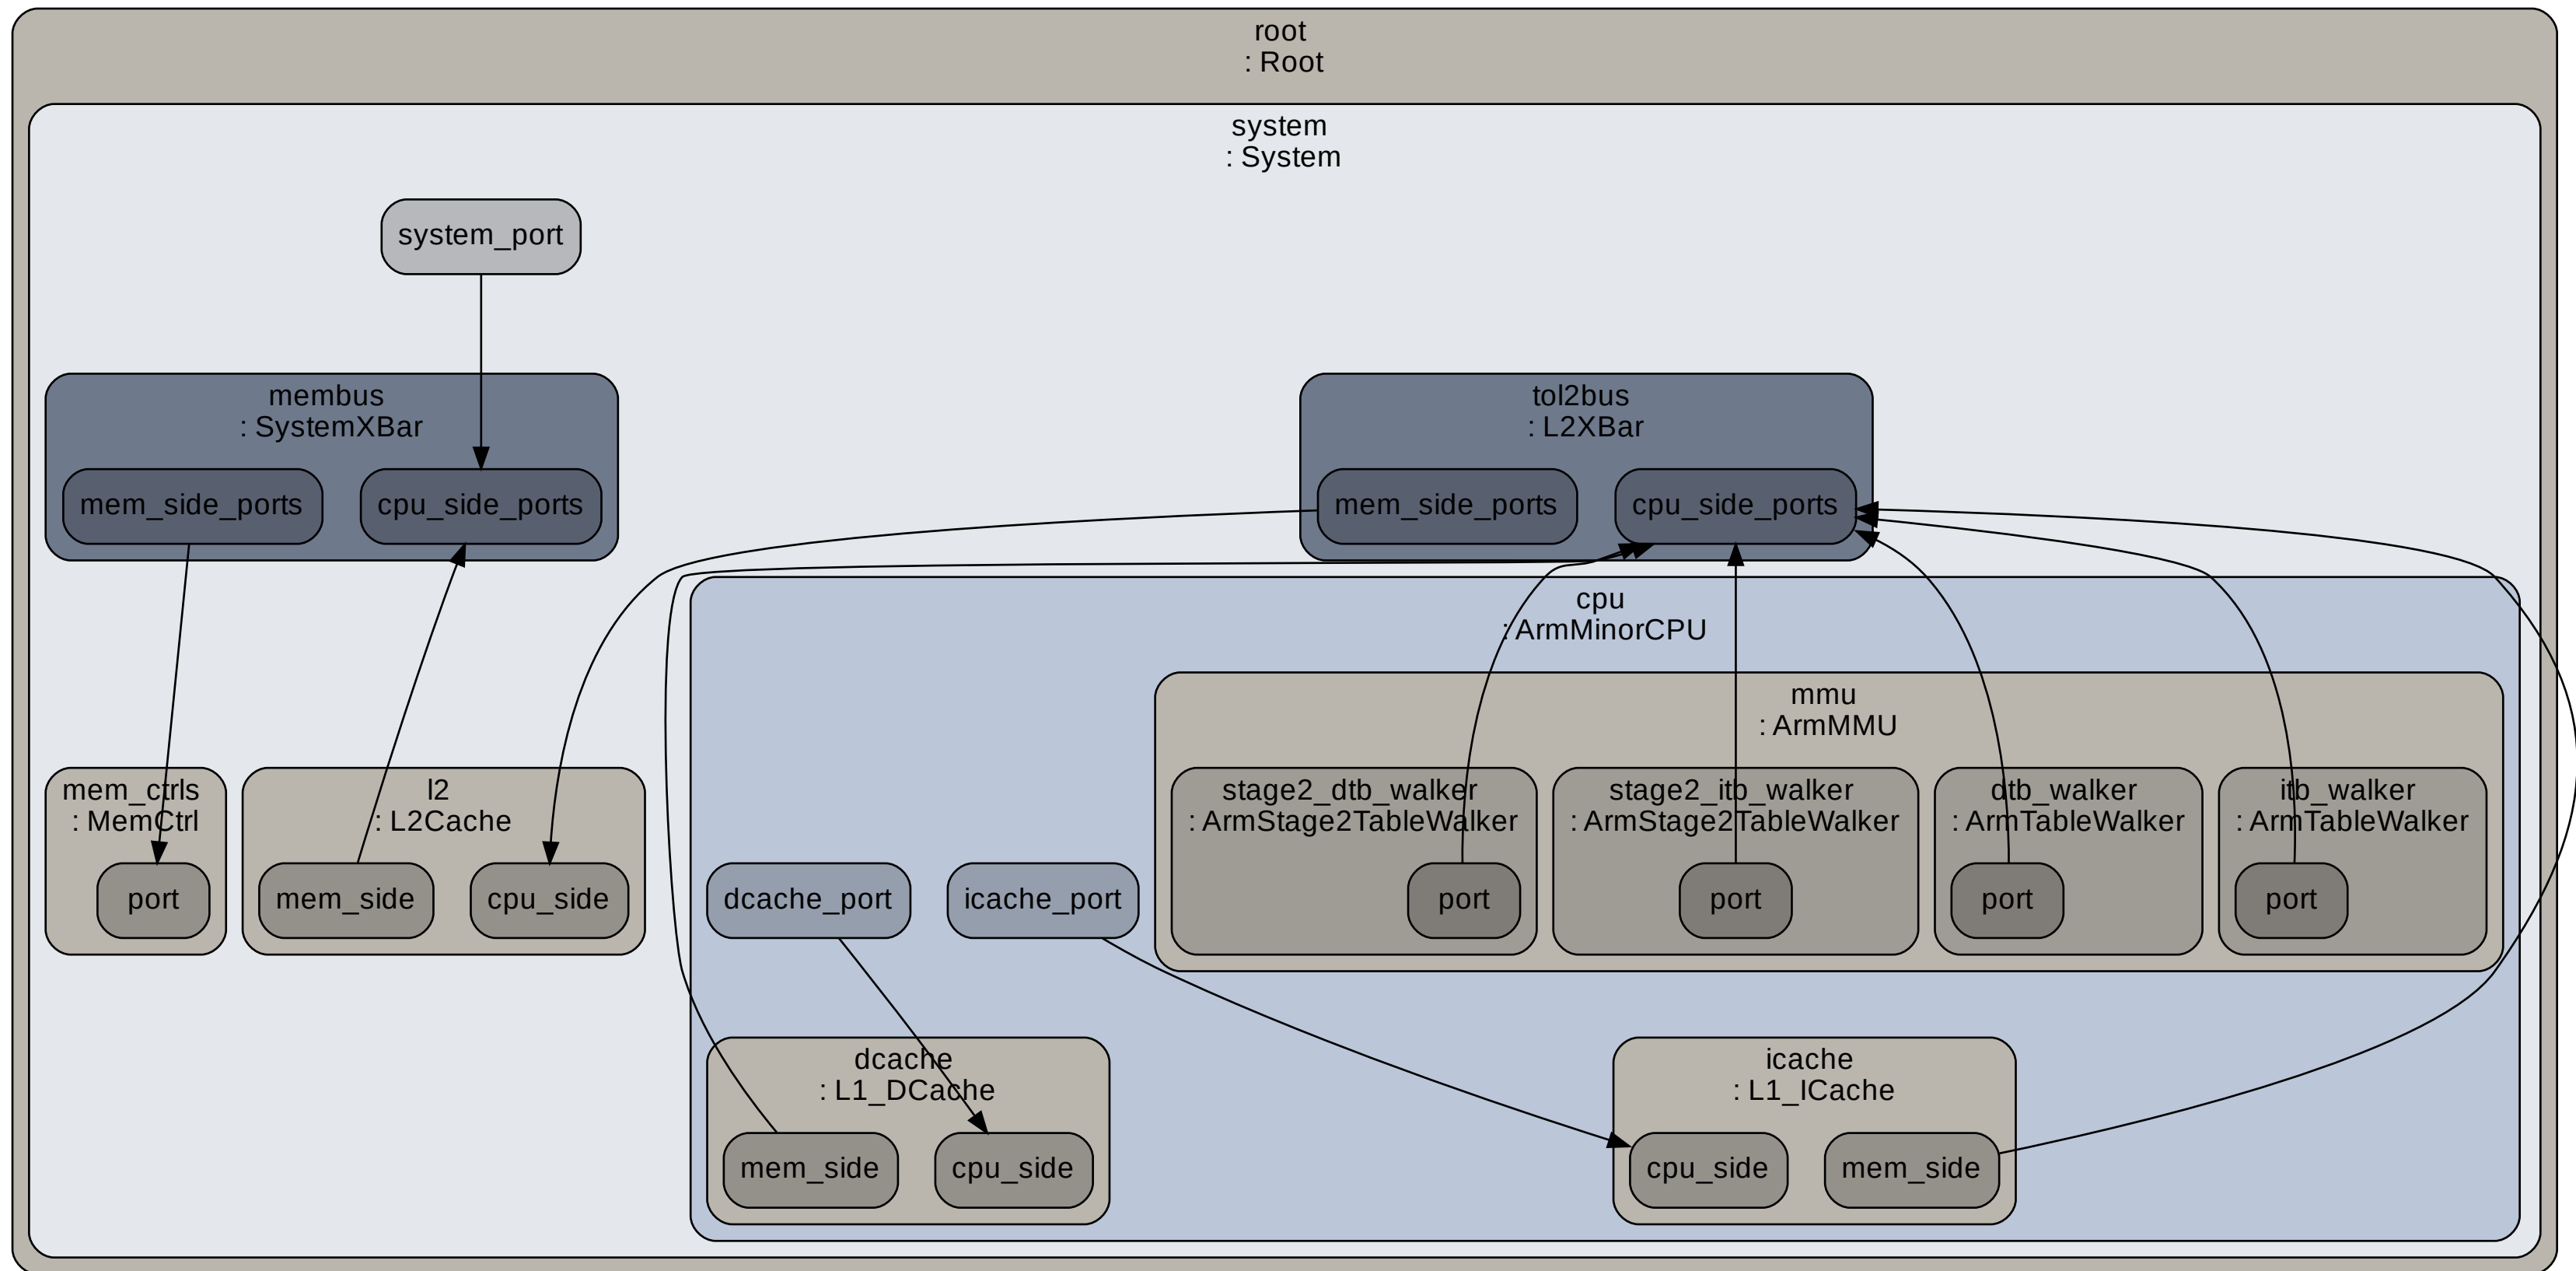 root
: Root
system
: System
system_port
membus
: SystemXBar
mem_side_ports
cpu_side_ports
tol2bus
: L2XBar
mem_side_ports
cpu_side_ports
cpu
: ArmMinorCPU
mmu
: ArmMMU
mem_ctrls
: MemCtrl
port
l2
: L2Cache
mem_side
cpu_side
dcache_port
icache_port
stage2_dtb_walker
: ArmStage2TableWalker
port
stage2_itb_walker
: ArmStage2TableWalker
port
dtb_walker
: ArmTableWalker
port
itb_walker
: ArmTableWalker
port
dcache
: L1_DCache
mem_side
cpu_side
icache
: L1_ICache
cpu_side
mem_side